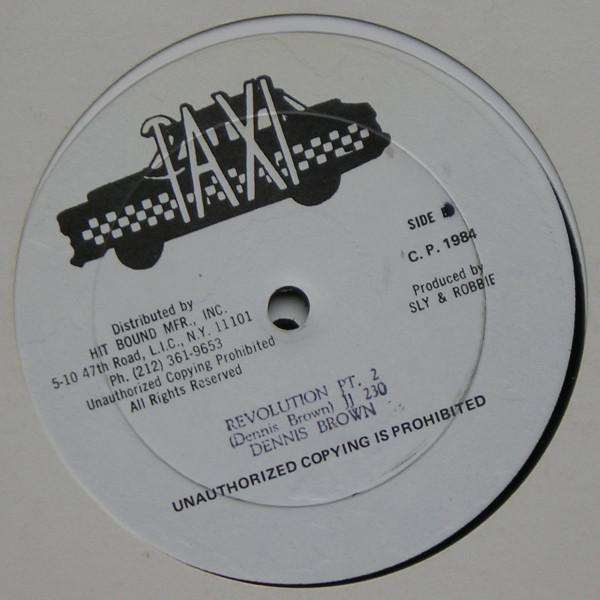 TAXI
SIDE B
C. P. 1984
Produced by
SLY & ROBBIE
Distributed by
HIT BOUND MFR., INC.
5-10 47th Road, L.I.C., N.Y. 11101
Ph. (212) 361-9653
Unauthorized Copying Prohibited
All Rights Reserved
REVOLUTION PT. 2
(Dennis Brown) JJ 230
DENNIS BROWN
UNAUTHORIZED COPYING IS PROHIBITED